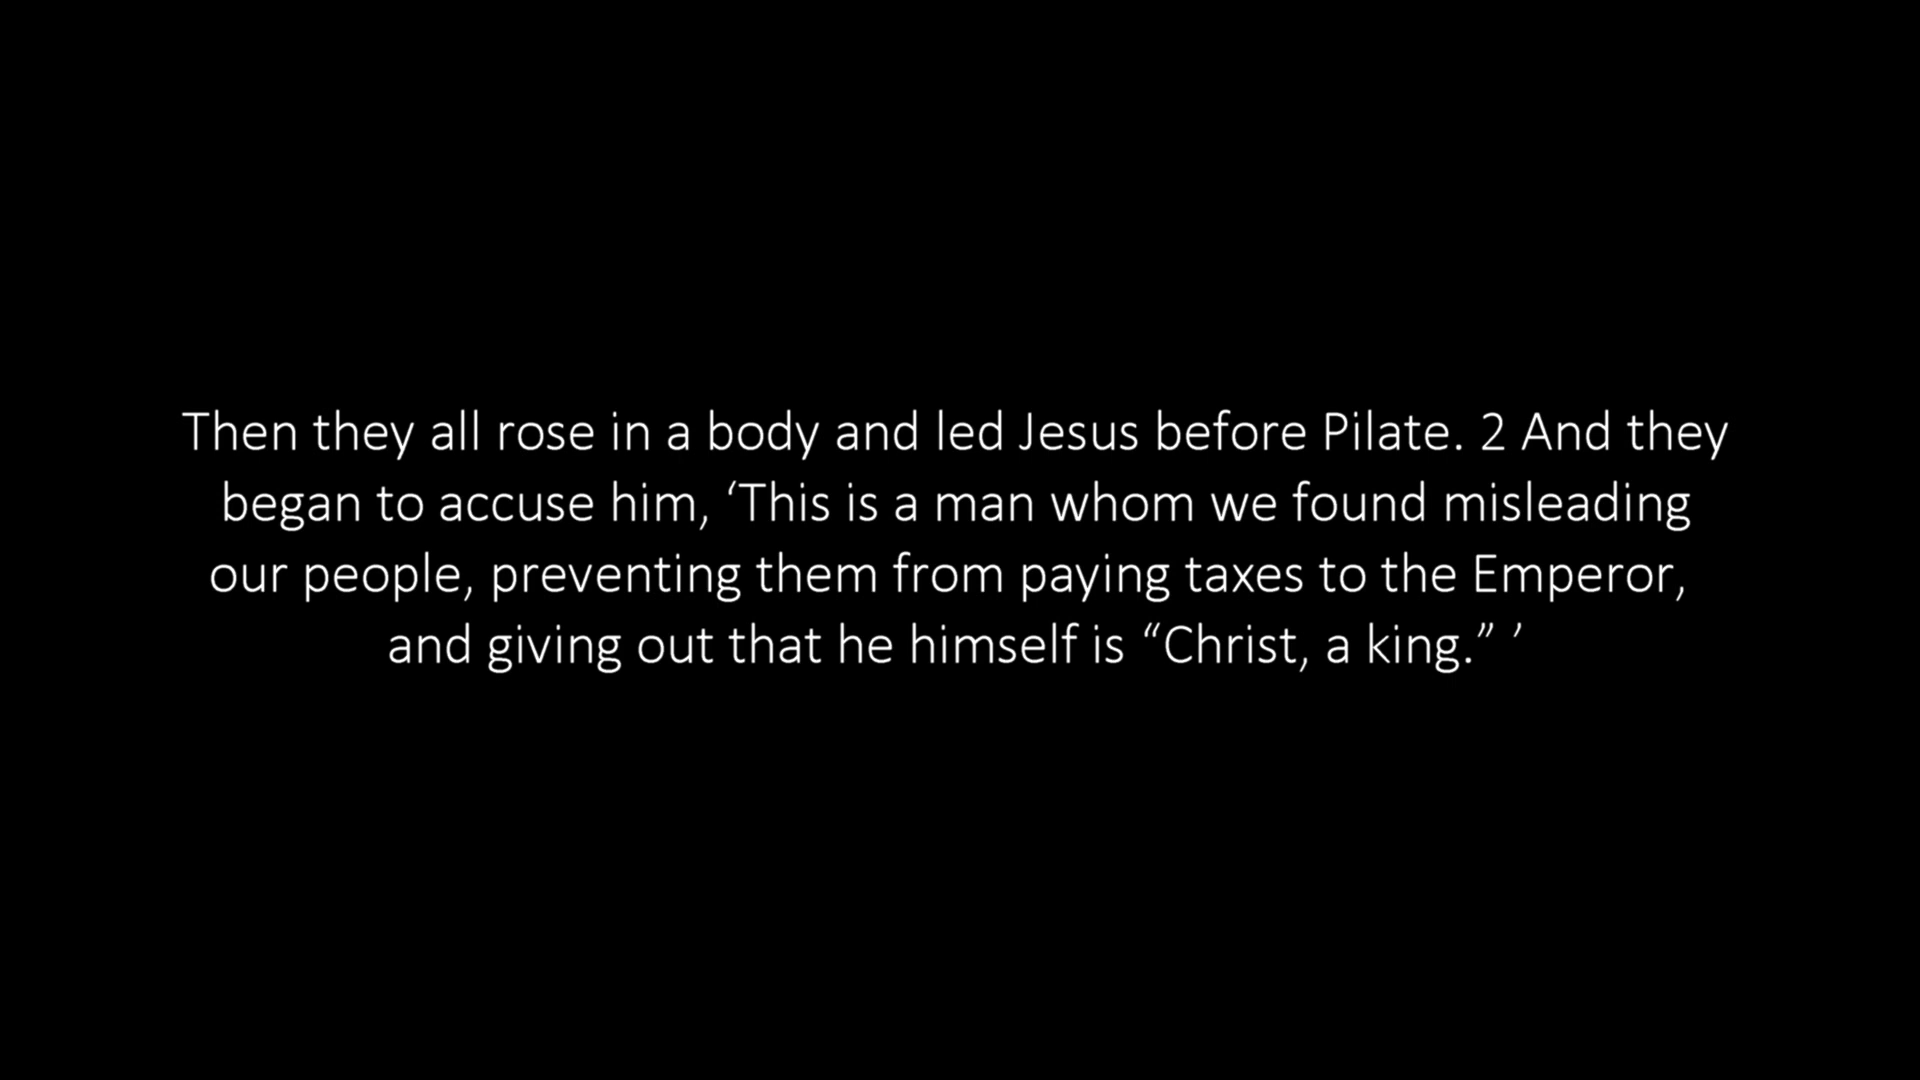 Then they all rose in a body and led Jesus before Pilate. 2 And they
began to accuse him, ‘This is a man whom we found misleading
our people, preventing them from paying taxes to the Emperor,
and giving out that he himself is “Christ, a king.” ’